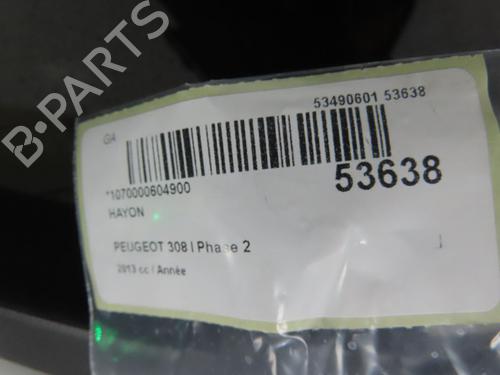 B-PARTS
53490601 53638
GA
*1070000604900
53638
HAYON
PEUGEOT 308 I Phase 2
2013 cc / Année